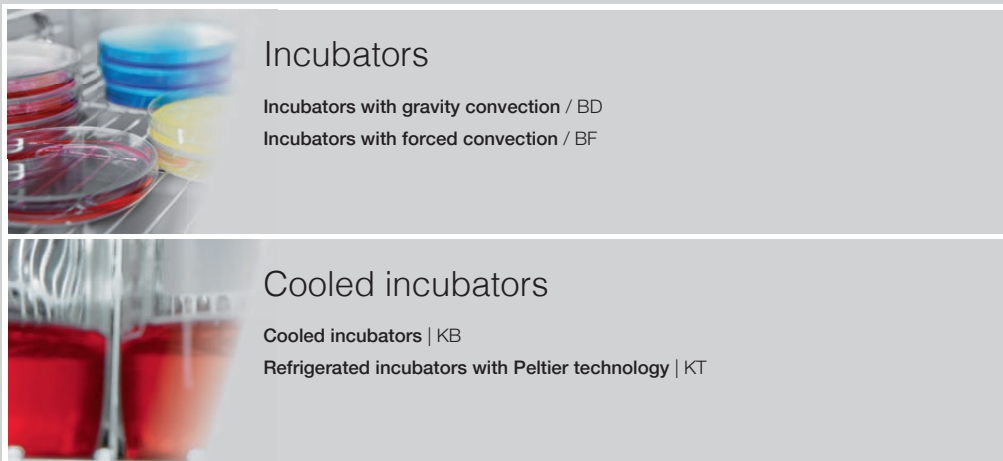 Incubators
Incubators with gravity convection / BD
Incubators with forced convection / BF
Cooled incubators
Cooled incubators | KB
Refrigerated incubators with Peltier technology | KT